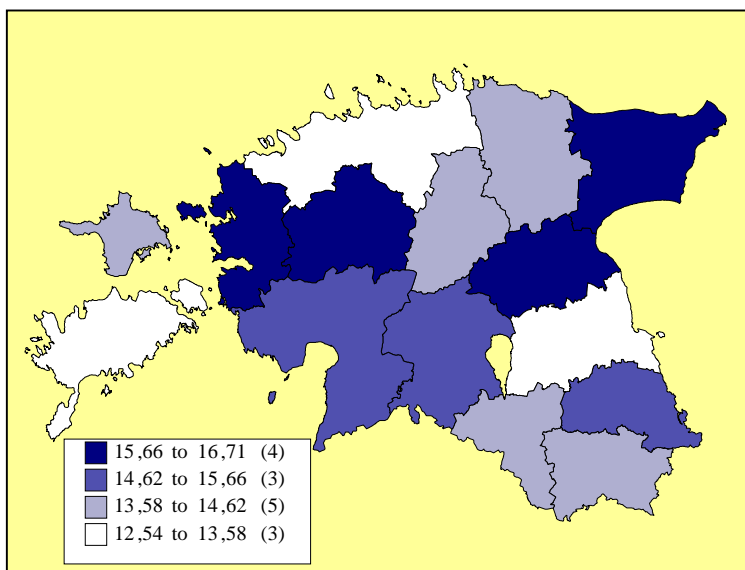 15,66 to 16,71 (4)
14,62 to 15,66 (3)
13,58 to 14,62 (5)
12,54 to 13,58 (3)